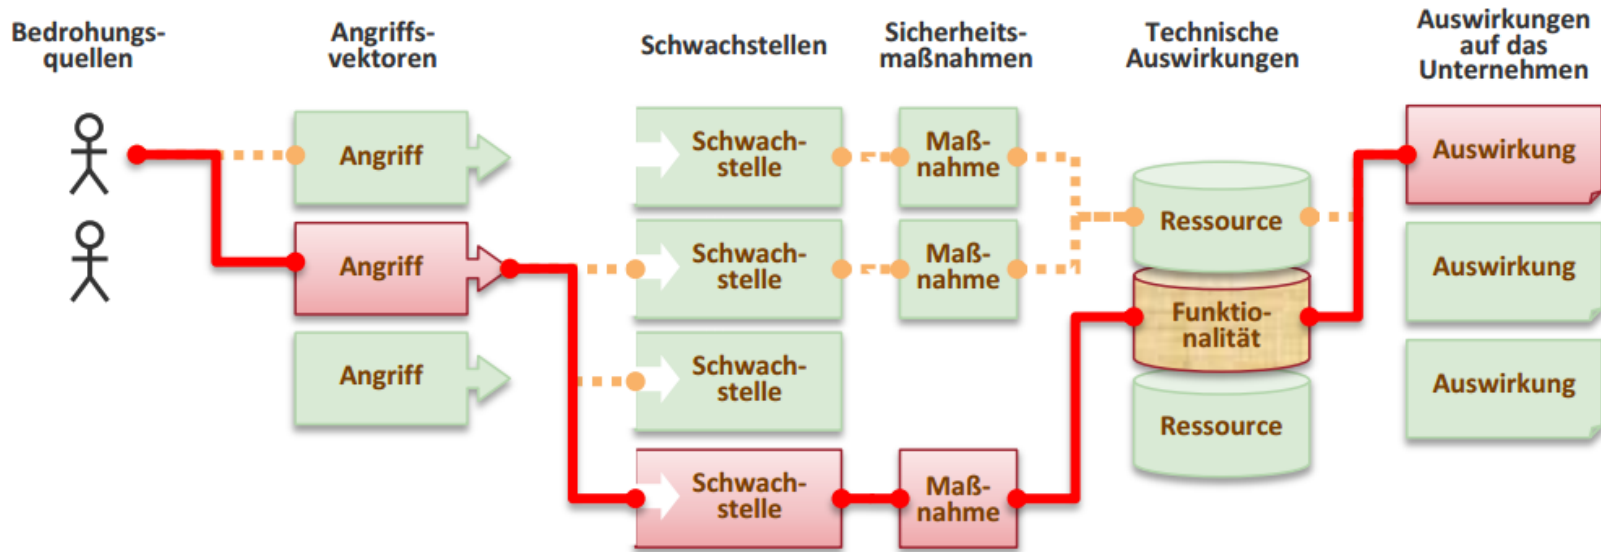 Bedrohungs-
quellen
Angriffs-
vektoren
Schwachstellen
Sicherheits-
maßnahmen
Technische
Auswirkungen
Auswirkungen
auf das
Unternehmen
Angriff
Schwach-
stelle
Maß-
nahme
Ressource
Auswirkung
Angriff
Schwach-
stelle
Maß-
nahme
Funktio-
nalität
Auswirkung
Angriff
Schwach-
stelle
Ressource
Auswirkung
Schwach-
stelle
Maß-
nahme